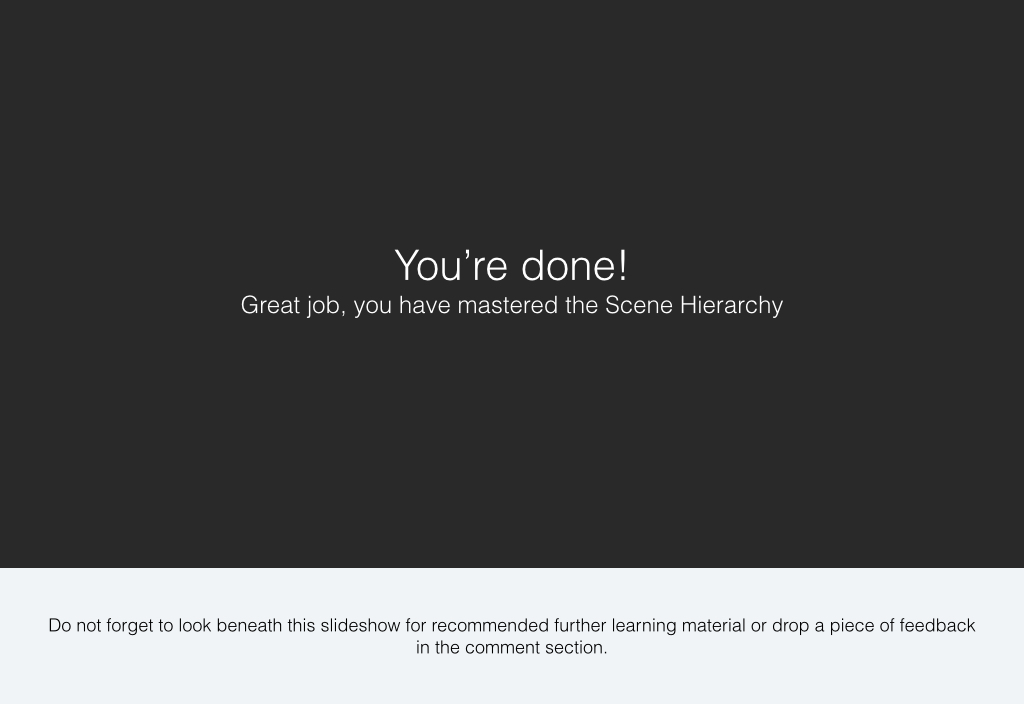 You’re done!
Great job, you have mastered the Scene Hierarchy
Do not forget to look beneath this slideshow for recommended further learning material or drop a piece of feedback
in the comment section.